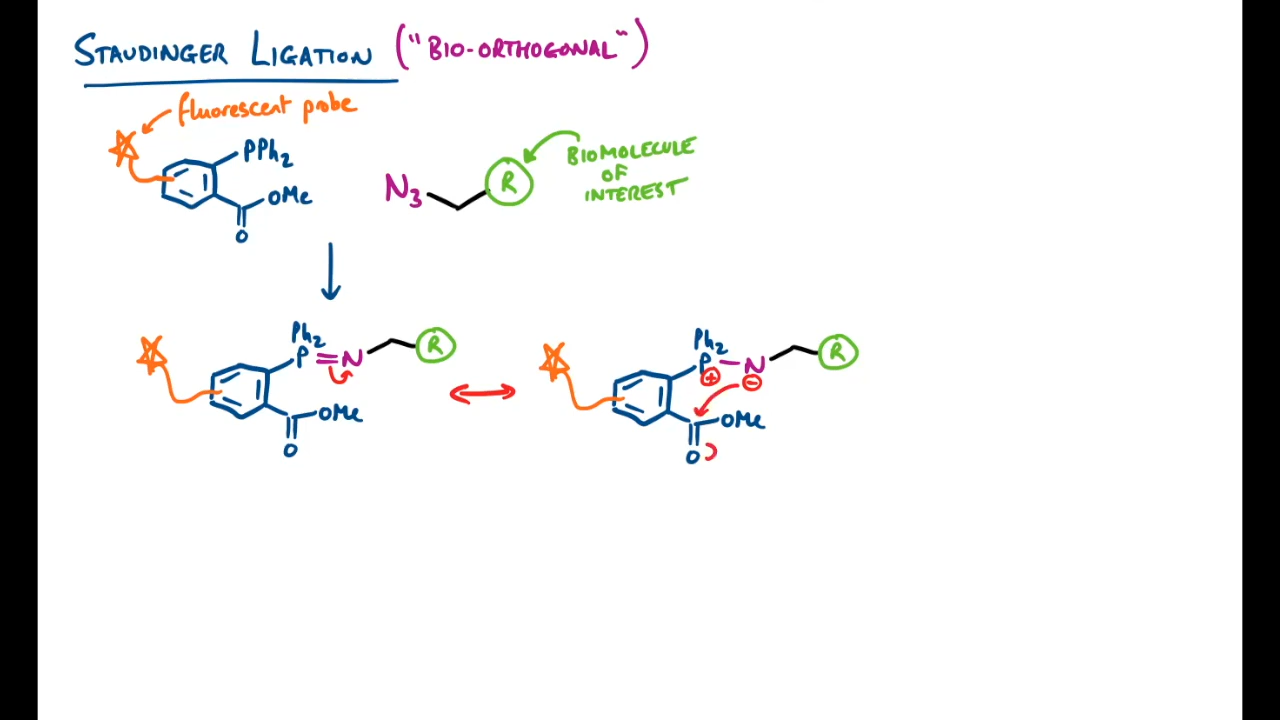 STAUDINGER LIGATION ("BIO-ORTHOGONAL")
fluorescent probe
PPh2
OMe
O
N3
R
BIOMOLECULE
OF
INTEREST
Ph2
P=N
R
OMe
O
Ph2
P-N
⊕ ⊖
R
OMe
O